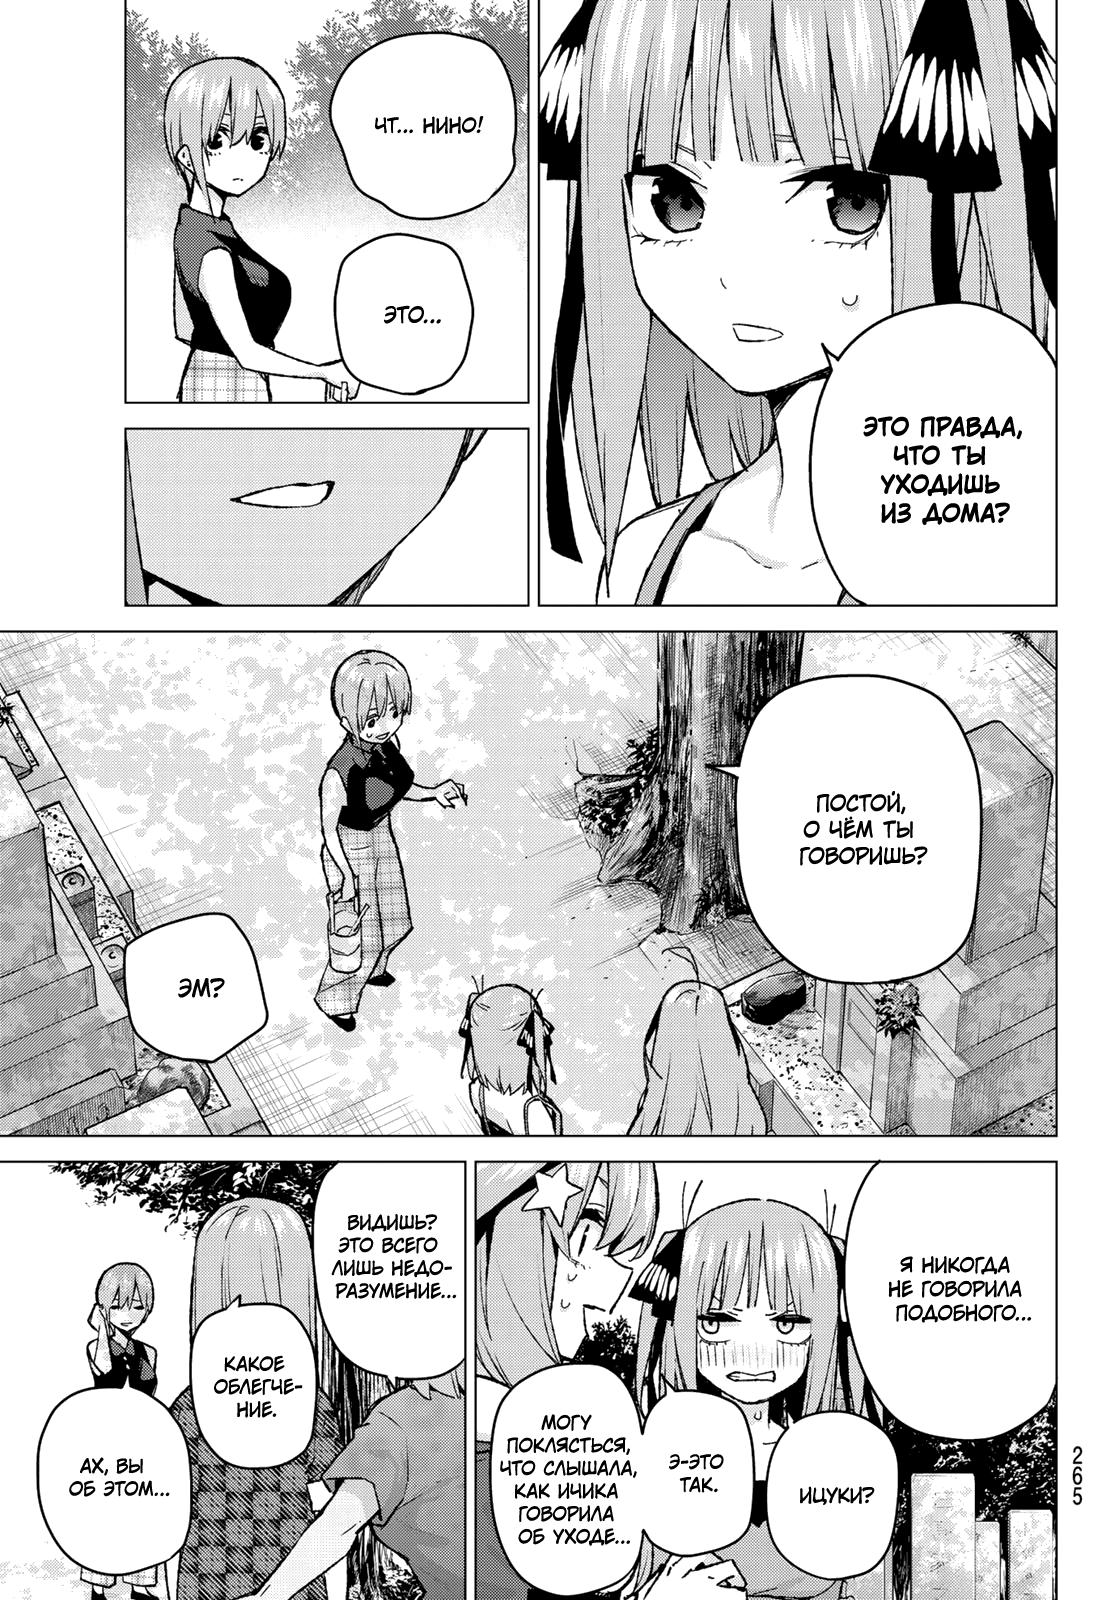 ЭТО ПРАВДА,
ЧТО ТЫ
УХОДИШЬ
ИЗ ДОМА?
ЧТ... НИНО!
ЭТО...
ПОСТОЙ,
О ЧЁМ ТЫ
ГОВОРИШЬ?
ЭМ?
Я НИКОГДА
НЕ ГОВОРИЛА
ПОДОБНОГО...
ИЦУКИ?
Э-ЭТО
ТАК.
МОГУ
ПОКЛЯСТЬСЯ,
ЧТО СЛЫШАЛА,
КАК ИЧИКА
ГОВОРИЛА
ОБ УХОДЕ...
ВИДИШЬ?
ЭТО ВСЕГО
ЛИШЬ НЕДО-
РАЗУМЕНИЕ...
КАКОЕ
ОБЛЕГЧЕ-
НИЕ.
АХ, ВЫ
ОБ ЭТОМ...
265